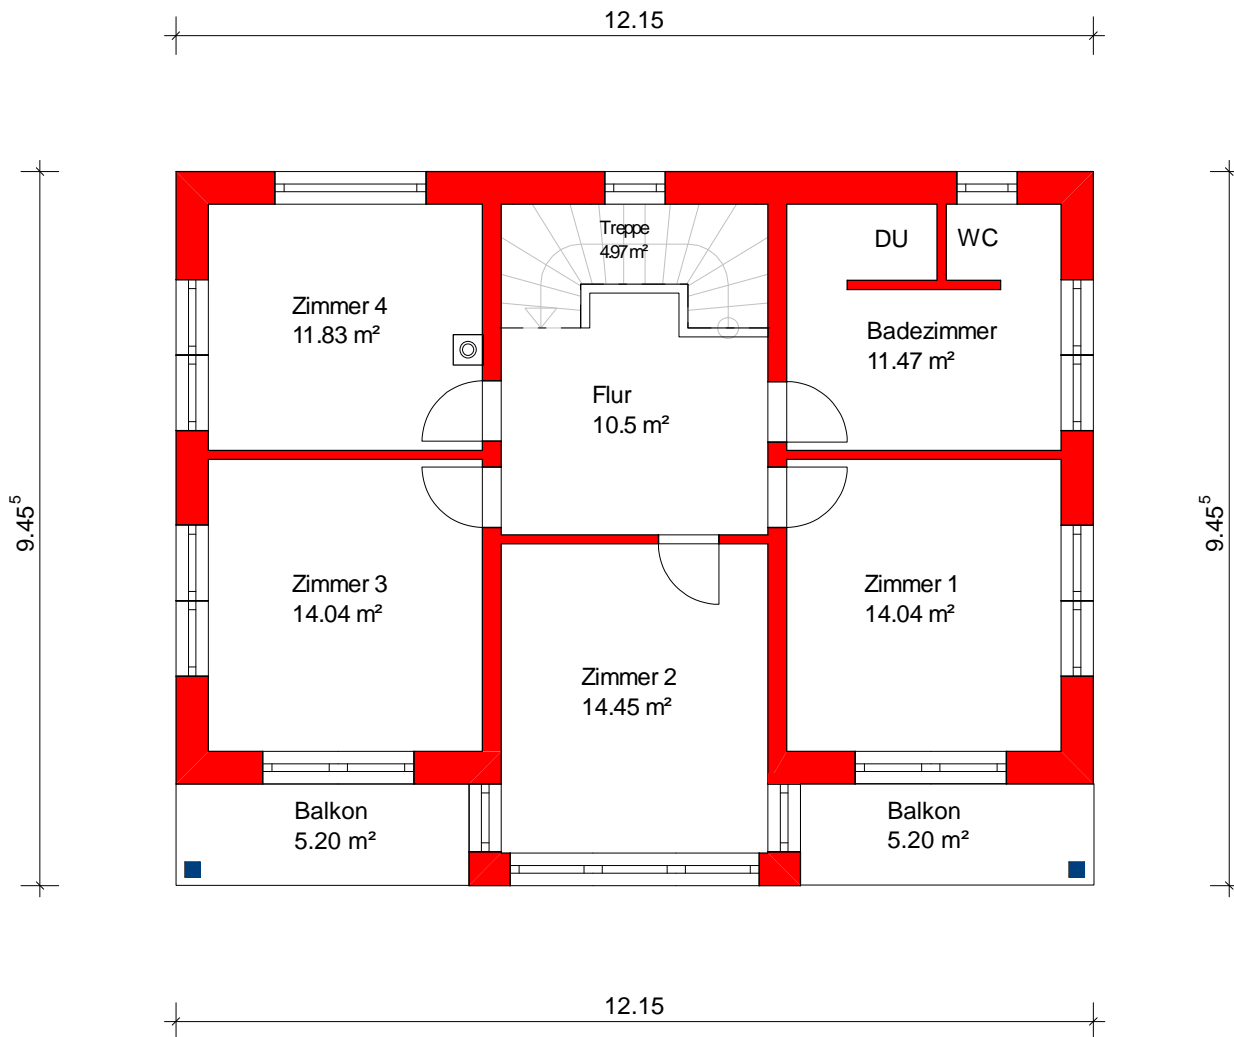 12.15
Treppe
4.97 m²
DU
WC
Zimmer 4
11.83 m²
Badezimmer
11.47 m²
Flur
10.5 m²
9.45⁵
9.45⁵
Zimmer 3
14.04 m²
Zimmer 1
14.04 m²
Zimmer 2
14.45 m²
Balkon
5.20 m²
Balkon
5.20 m²
12.15